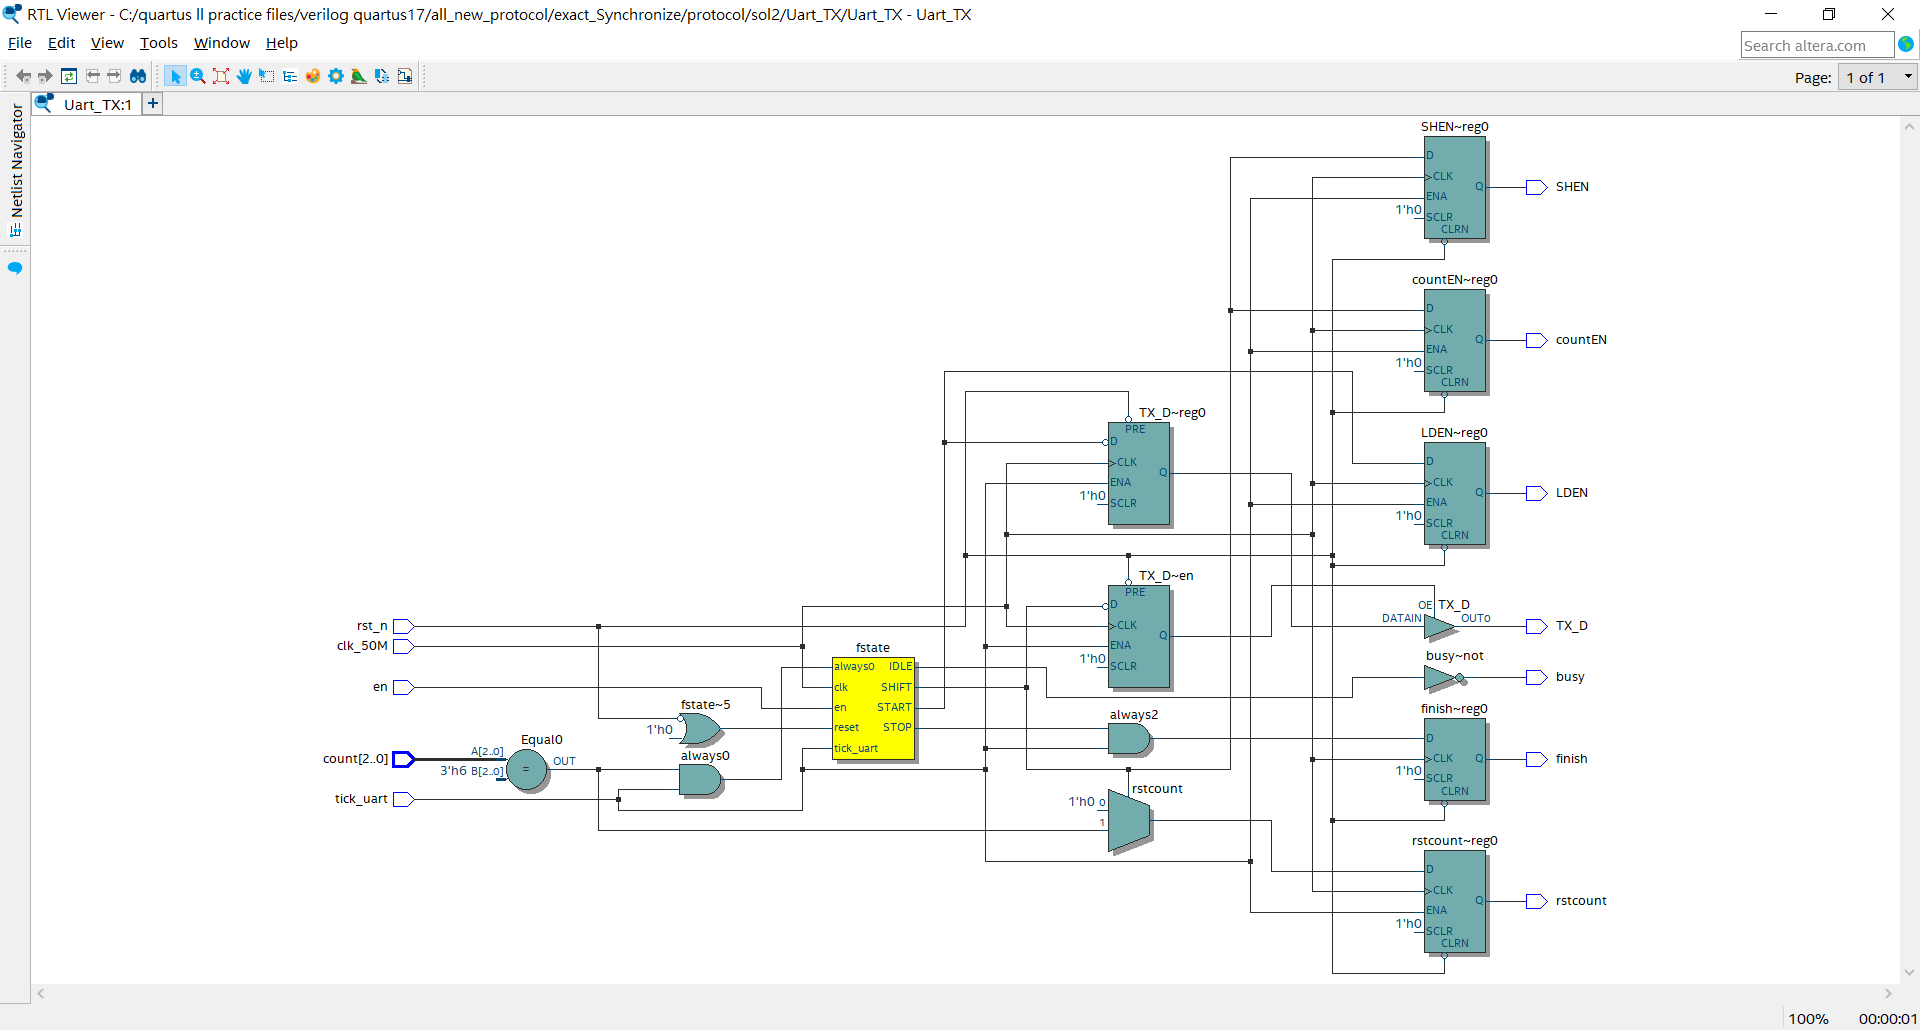 RTL Viewer - C:/quartus ll practice files/verilog quartus17/all_new_protocol/exact_Synchronize/protocol/sol2/Uart_TX/Uart_TX - Uart_TX
File Edit View Tools Window Help
Search altera.com
Page: 1 of 1
Uart_TX:1 +
Netlist Navigator
SHEN~reg0
D
CLK
ENA
1'h0
SCLR
CLRN
Q
SHEN
countEN~reg0
D
CLK
ENA
1'h0
SCLR
CLRN
Q
countEN
LDEN~reg0
D
CLK
ENA
1'h0
SCLR
CLRN
Q
LDEN
TX_D~reg0
PRE
D
CLK
ENA
1'h0
SCLR
Q
TX_D~en
PRE
D
CLK
ENA
1'h0
SCLR
Q
OE TX_D
DATAIN OUT0
TX_D
busy~not
busy
rst_n
clk_50M
en
count[2..0]
tick_uart
Equal0
A[2..0]
3'h6 B[2..0]
=
OUT
fstate~5
1'h0
always0
fstate
always0 IDLE
clk SHIFT
en START
reset STOP
tick_uart
always2
rstcount
1'h0 0
1
finish~reg0
D
CLK
1'h0
SCLR
CLRN
Q
finish
rstcount~reg0
D
CLK
ENA
1'h0
SCLR
CLRN
Q
rstcount
100% 00:00:01